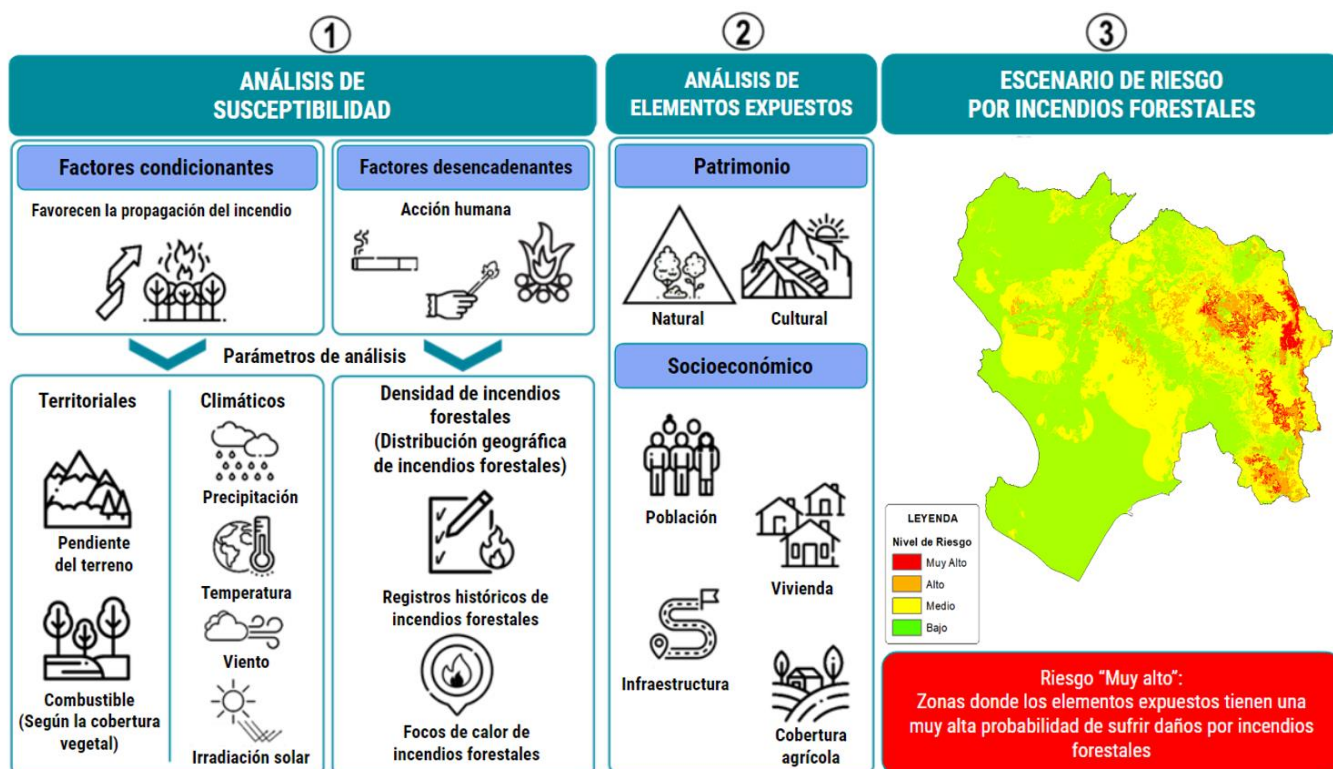 1
ANÁLISIS DE
SUSCEPTIBILIDAD
Factores condicionantes
Favorecen la propagación del incendio
Factores desencadenantes
Acción humana
Parámetros de análisis
Territoriales
Pendiente
del terreno
Combustible
(Según la cobertura
vegetal)
Climáticos
Precipitación
Temperatura
Viento
Irradiación solar
Densidad de incendios
forestales
(Distribución geográfica
de incendios forestales)
Registros históricos de
incendios forestales
Focos de calor de
incendios forestales
2
ANÁLISIS DE
ELEMENTOS EXPUESTOS
Patrimonio
Natural
Cultural
Socioeconómico
Población
Vivienda
Infraestructura
Cobertura
agrícola
3
ESCENARIO DE RIESGO
POR INCENDIOS FORESTALES
LEYENDA
Nivel de Riesgo
Muy Alto
Alto
Medio
Bajo
Riesgo “Muy alto”:
Zonas donde los elementos expuestos tienen una
muy alta probabilidad de sufrir daños por incendios
forestales